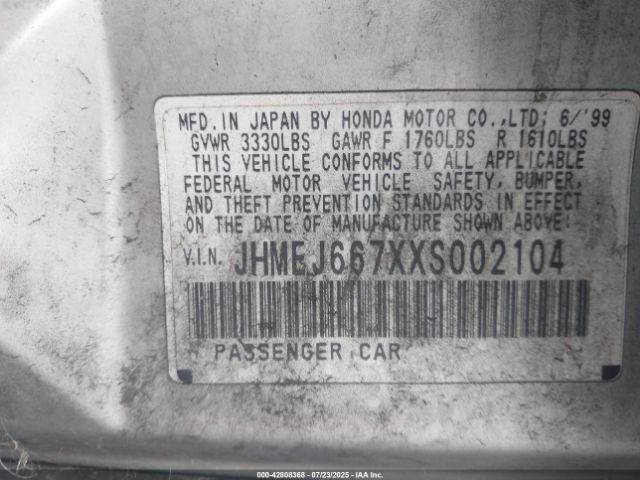 MFD. IN JAPAN BY HONDA MOTOR CO.,LTD; 6/'99
GVWR 3330LBS GAWR F 1760LBS R 1610LBS
THIS VEHICLE CONFORMS TO ALL APPLICABLE
FEDERAL MOTOR VEHICLE SAFETY, BUMPER,
AND THEFT PREVENTION STANDARDS IN EFFECT
ON THE DATE OF MANUFACTURE SHOWN ABOVE:
V.I.N. JHMEJ667XXS002104
PASSENGER CAR
000-42808368 - 07/23/2025 - IAA Inc.